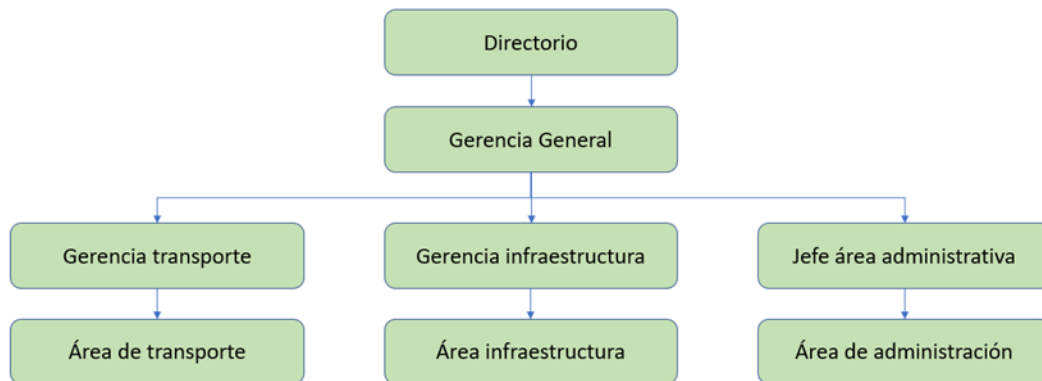 Directorio
Gerencia General
Gerencia transporte
Gerencia infraestructura
Jefe área administrativa
Área de transporte
Área infraestructura
Área de administración